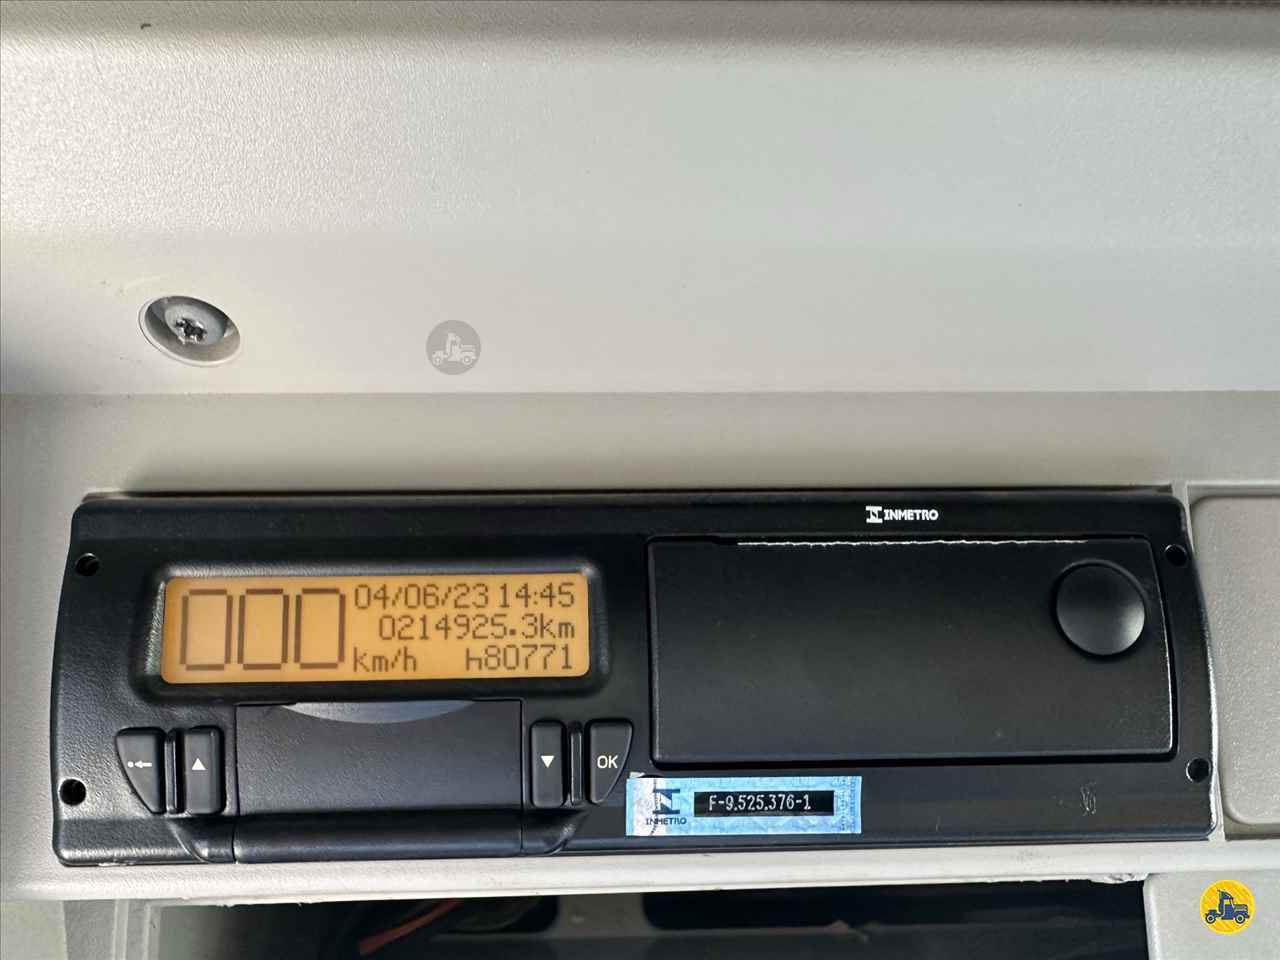 INMETRO
000
04/06/23 14:45
0214925.3km
km/h h80771
OK
INMETRO
F-9.525.376-1